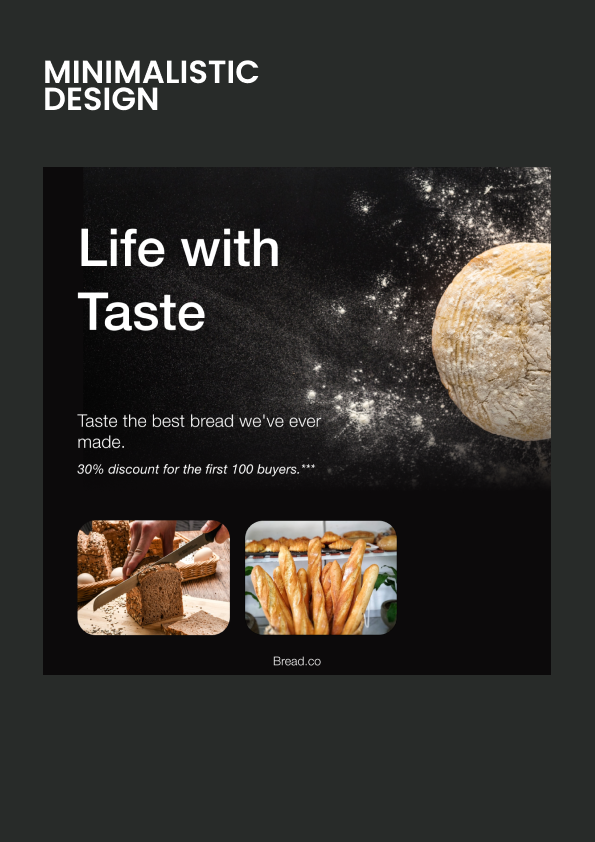 MINIMALISTIC
DESIGN
Life with
Taste
Taste the best bread we've ever
made.
30% discount for the first 100 buyers.***
Bread.co